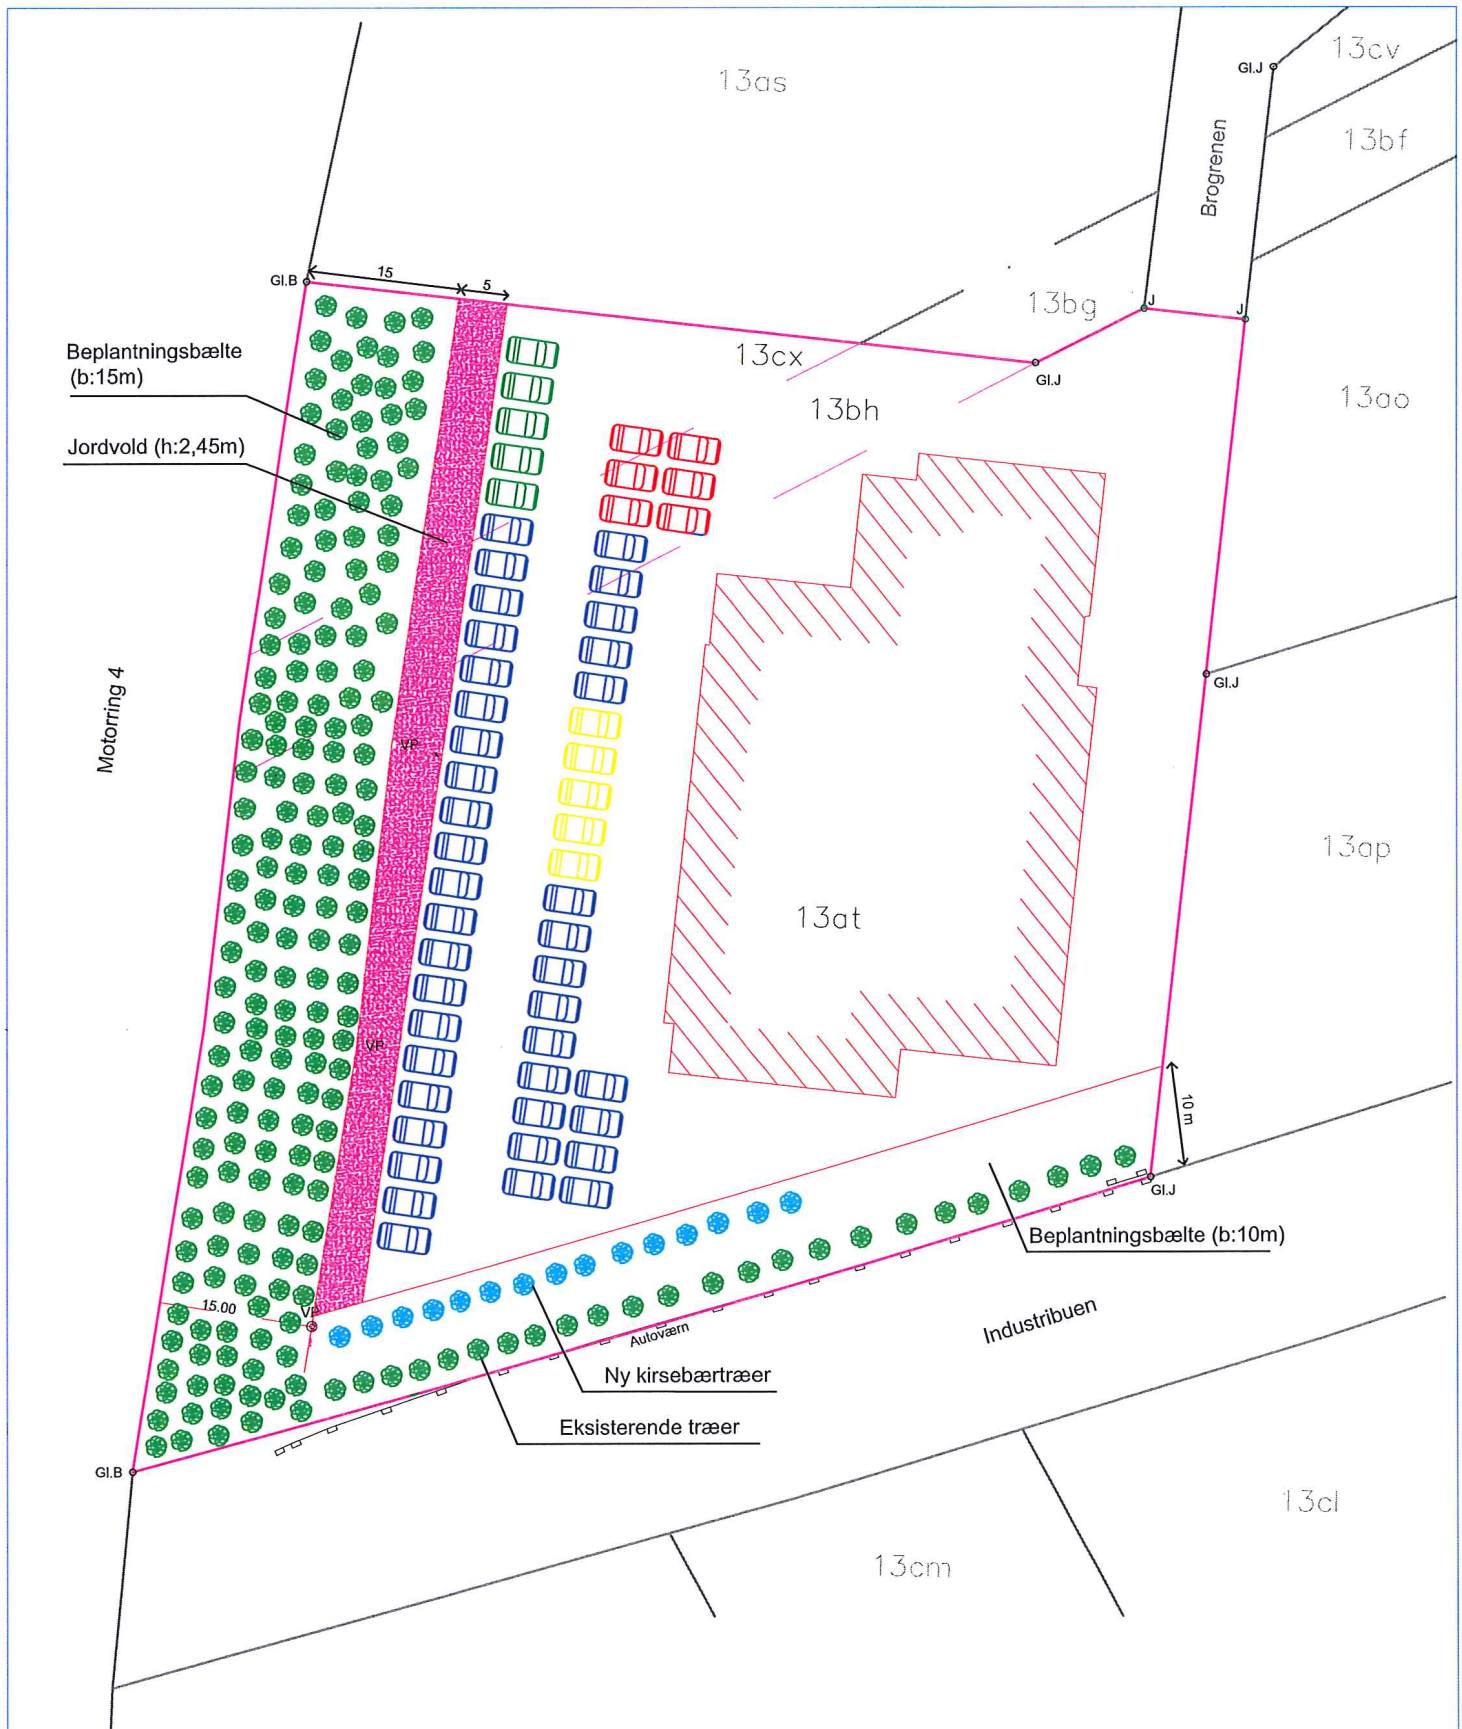 13as
13cv
Gl.J
13bf
Brogrenen
Gl.B
15
5
13bg
J
J
Beplantningsbælte
(b:15m)
13cx
Gl.J
13ao
13bh
Jordvold (h:2,45m)
Gl.J
Motorring 4
VP
13ap
13at
VP
10 m
Gl.J
Beplantningsbælte (b:10m)
15.00
VP
Industribuen
Autoværn
Ny kirsebærtræer
Eksisterende træer
Gl.B
13cl
13cm